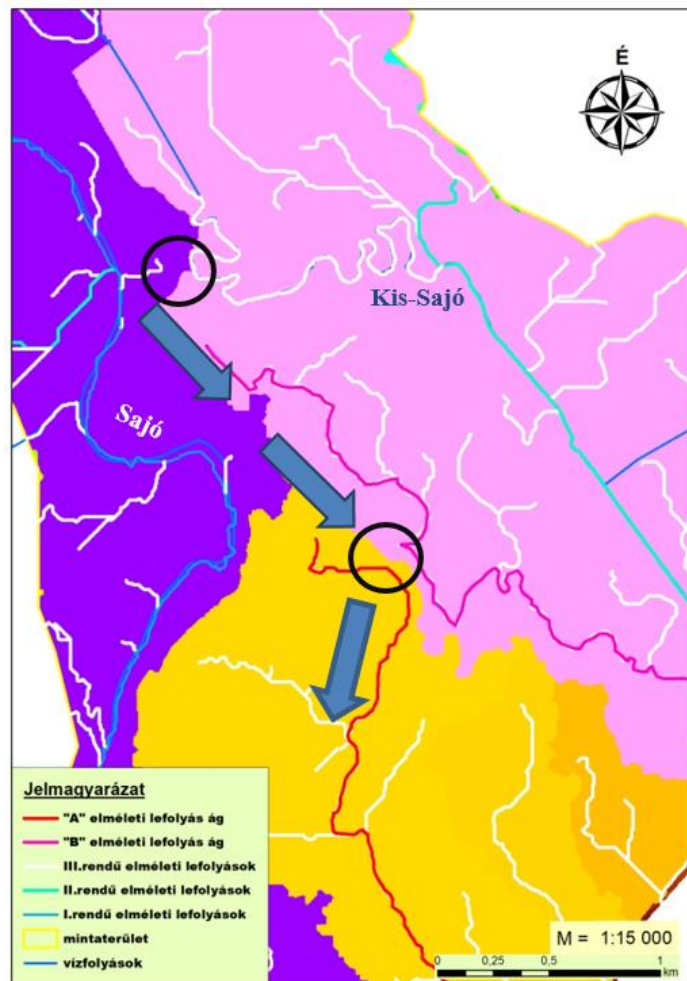 É
Kis-Sajó
Sajó
Jelmagyarázat
"A" elméleti lefolyás ág
"B" elméleti lefolyás ág
III.rendű elméleti lefolyások
II.rendű elméleti lefolyások
I.rendű elméleti lefolyások
mintaterület
vízfolyások
M = 1:15 000
0 0,25 0,5 1
km